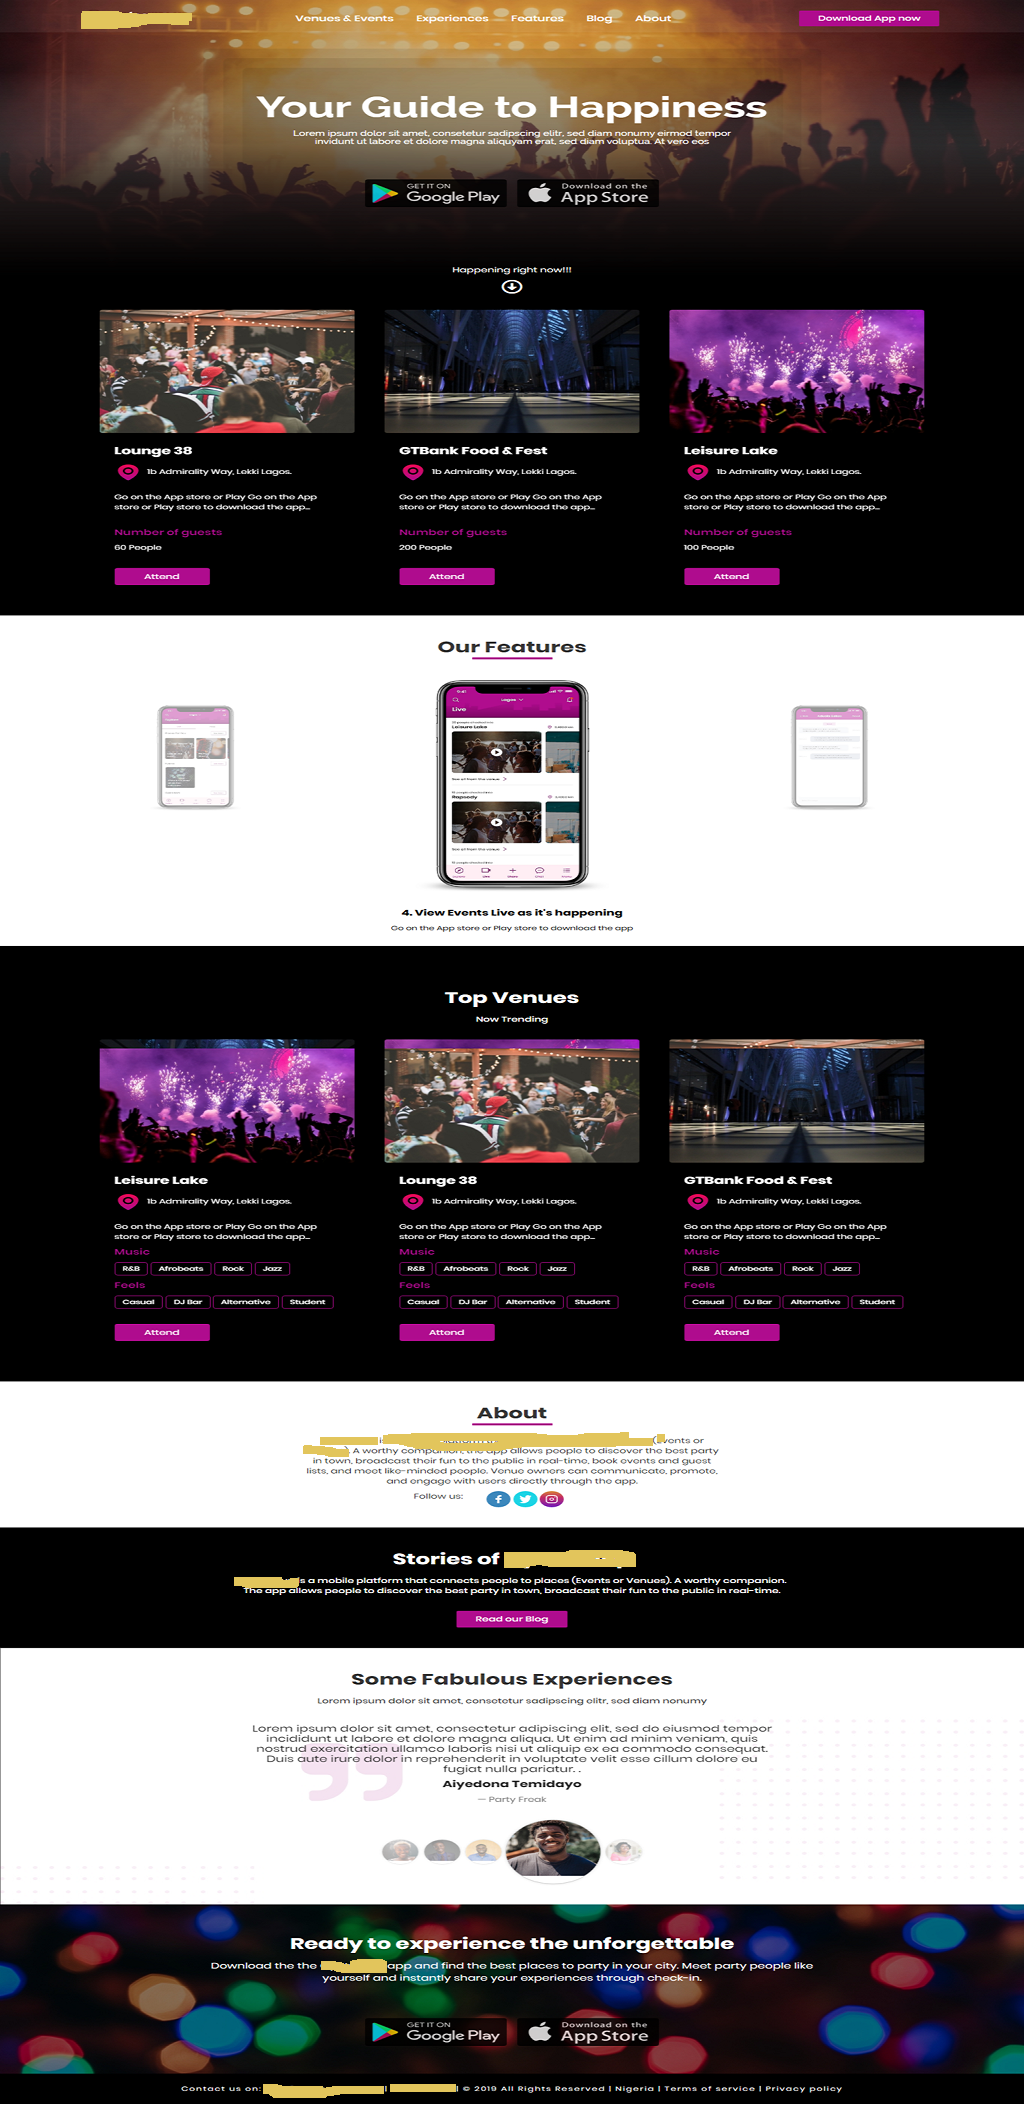 Venues & Events Experiences Features Blog About
Download App now
Your Guide to Happiness
Lorem ipsum dolor sit amet, consetetur sadipscing elitr, sed diam nonumy eirmod tempor
invidunt ut labore et dolore magna aliquyam erat, sed diam voluptua. At vero eos
GET IT ON
Google Play
Download on the
App Store
Happening right now!!!
Lounge 38
1b Admirality Way, Lekki Lagos.
Go on the App store or Play Go on the App
store or Play store to download the app...
Number of guests
60 People
Attend
GTBank Food & Fest
1b Admirality Way, Lekki Lagos.
Go on the App store or Play Go on the App
store or Play store to download the app...
Number of guests
200 People
Attend
Leisure Lake
1b Admirality Way, Lekki Lagos.
Go on the App store or Play Go on the App
store or Play store to download the app...
Number of guests
100 People
Attend
Our Features
9:41
Lagos
Live
Leisure Lake
See all from the venue
Rapsody
See all from the venue
4. View Events Live as it's happening
Go on the App store or Play store to download the app
Top Venues
Now Trending
Leisure Lake
1b Admirality Way, Lekki Lagos.
Go on the App store or Play Go on the App
store or Play store to download the app...
Music
R&B Afrobeats Rock Jazz
Feels
Casual DJ Bar Alternative Student
Attend
Lounge 38
1b Admirality Way, Lekki Lagos.
Go on the App store or Play Go on the App
store or Play store to download the app...
Music
R&B Afrobeats Rock Jazz
Feels
Casual DJ Bar Alternative Student
Attend
GTBank Food & Fest
1b Admirality Way, Lekki Lagos.
Go on the App store or Play Go on the App
store or Play store to download the app...
Music
R&B Afrobeats Rock Jazz
Feels
Casual DJ Bar Alternative Student
Attend
About
(Events or
). A worthy companion, the app allows people to discover the best party
in town, broadcast their fun to the public in real-time, book events and guest
lists, and meet like-minded people. Venue owners can communicate, promote,
and engage with users directly through the app.
Follow us:
Stories of
is a mobile platform that connects people to places (Events or Venues). A worthy companion.
The app allows people to discover the best party in town, broadcast their fun to the public in real-time.
Read our Blog
Some Fabulous Experiences
Lorem ipsum dolor sit amet, consetetur sadipscing elitr, sed diam nonumy
Lorem ipsum dolor sit amet, consectetur adipiscing elit, sed do eiusmod tempor
incididunt ut labore et dolore magna aliqua. Ut enim ad minim veniam, quis
nostrud exercitation ullamco laboris nisi ut aliquip ex ea commodo consequat.
Duis aute irure dolor in reprehenderit in voluptate velit esse cillum dolore eu
fugiat nulla pariatur. .
Aiyedona Temidayo
— Party Freak
Ready to experience the unforgettable
Download the the app and find the best places to party in your city. Meet party people like
yourself and instantly share your experiences through check-in.
GET IT ON
Google Play
Download on the
App Store
Contact us on: | | © 2019 All Rights Reserved | Nigeria | Terms of service | Privacy policy